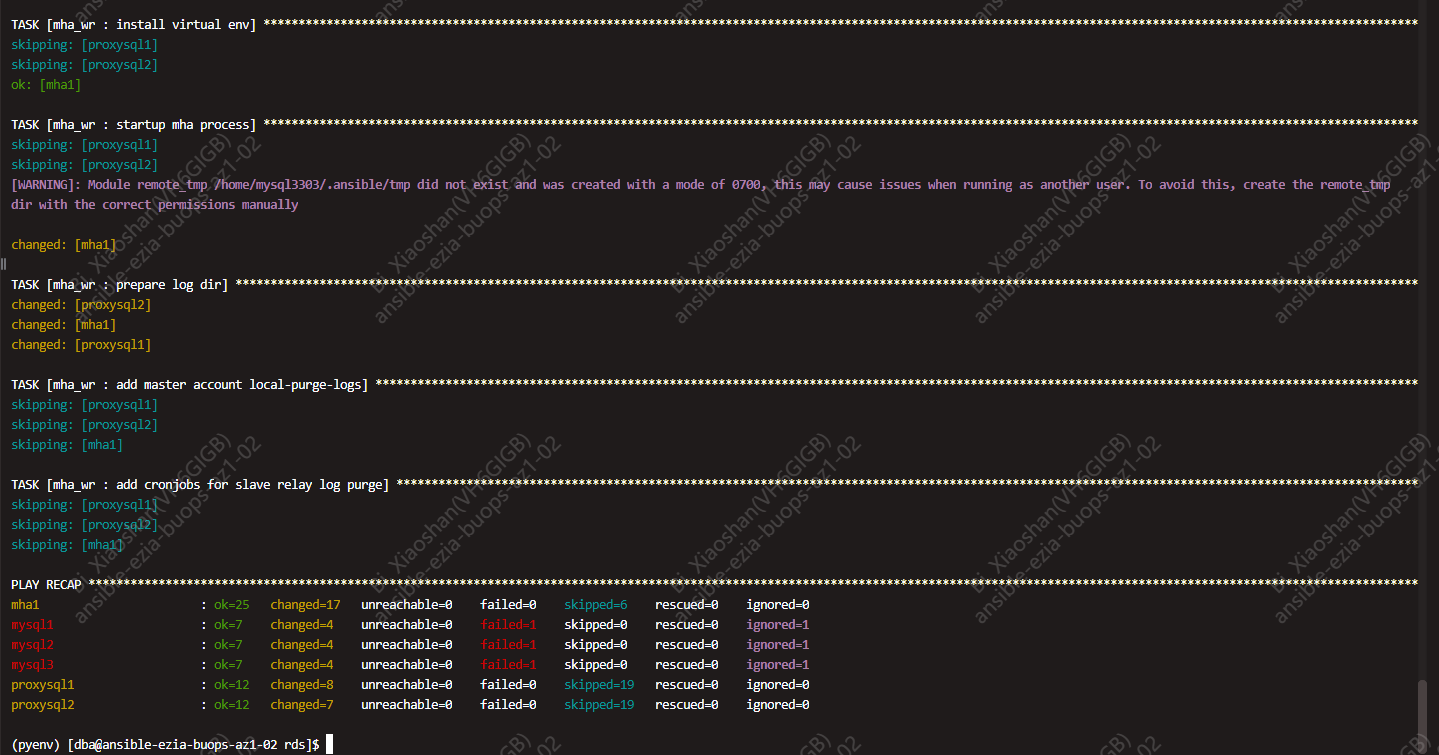 TASK [mha_wr : install virtual env] ****************************************************************************************************************************************************************
skipping: [proxysql1]
skipping: [proxysql2]
ok: [mha1]
TASK [mha_wr : startup mha process] ****************************************************************************************************************************************************************
skipping: [proxysql1]
skipping: [proxysql2]
[WARNING]: Module remote_tmp /home/mysql3303/.ansible/tmp did not exist and was created with a mode of 0700, this may cause issues when running as another user. To avoid this, create the remote_tmp
dir with the correct permissions manually
changed: [mha1]
TASK [mha_wr : prepare log dir] ********************************************************************************************************************************************************************
changed: [proxysql2]
changed: [mha1]
changed: [proxysql1]
TASK [mha_wr : add master account local-purge-logs] ************************************************************************************************************************************************
skipping: [proxysql1]
skipping: [proxysql2]
skipping: [mha1]
TASK [mha_wr : add cronjobs for slave relay log purge] *********************************************************************************************************************************************
skipping: [proxysql1]
skipping: [proxysql2]
skipping: [mha1]
PLAY RECAP *****************************************************************************************************************************************************************************************
mha1 : ok=25 changed=17 unreachable=0 failed=0 skipped=6 rescued=0 ignored=0
mysql1 : ok=7 changed=4 unreachable=0 failed=1 skipped=0 rescued=0 ignored=1
mysql2 : ok=7 changed=4 unreachable=0 failed=1 skipped=0 rescued=0 ignored=1
mysql3 : ok=7 changed=4 unreachable=0 failed=1 skipped=0 rescued=0 ignored=1
proxysql1 : ok=12 changed=8 unreachable=0 failed=0 skipped=19 rescued=0 ignored=0
proxysql2 : ok=12 changed=7 unreachable=0 failed=0 skipped=19 rescued=0 ignored=0
(pyenv) [dba@ansible-ezia-buops-az1-02 rds]$
Xiaoshan(VH6GIGB)
ansible-ezia-buops-az1-02